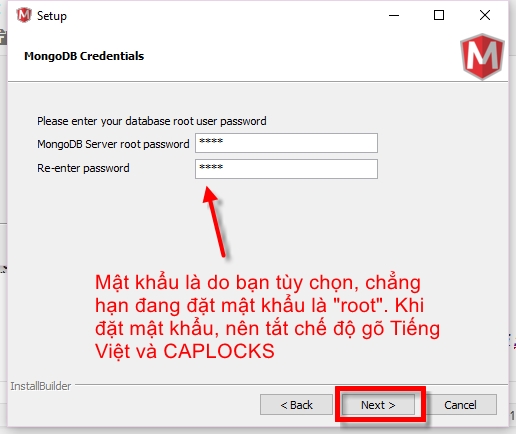 Setup
M
MongoDB Credentials
Please enter your database root user password
MongoDB Server root password ****
Re-enter password ****
Mật khẩu là do bạn tùy chọn, chẳng
hạn đang đặt mật khẩu là "root". Khi
đặt mật khẩu, nên tắt chế độ gõ Tiếng
Việt và CAPLOCKS
InstallBuilder
< Back Next > Cancel